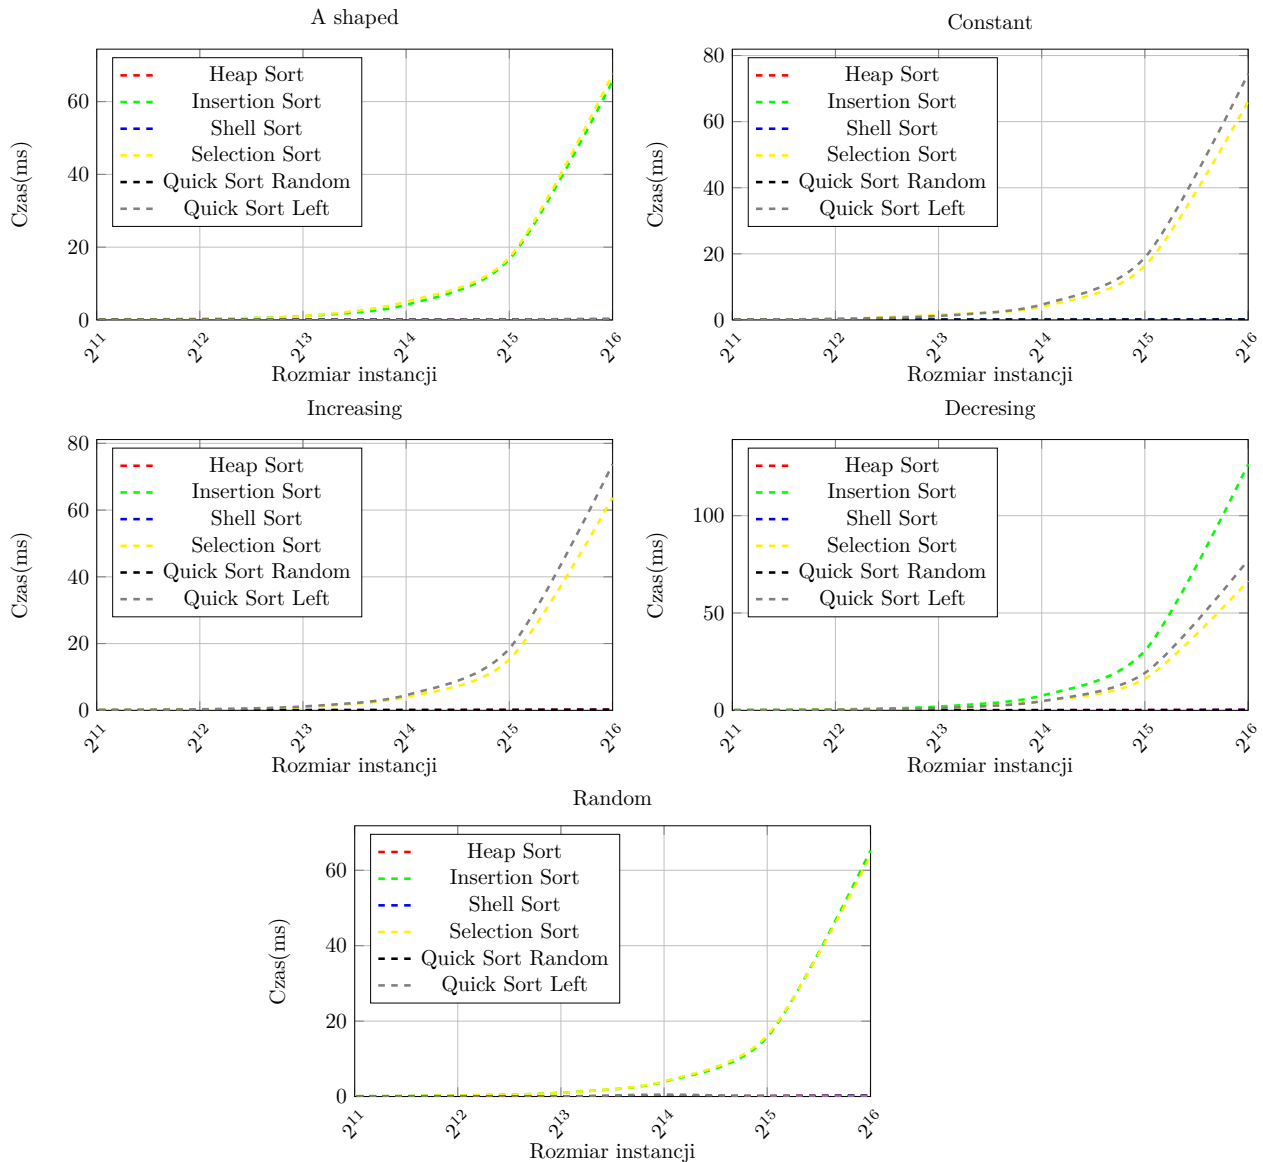 A shaped
Czas(ms)
60
40
20
0
Heap Sort
Insertion Sort
Shell Sort
Selection Sort
Quick Sort Random
Quick Sort Left
2^11 2^12 2^13 2^14 2^15 2^16
Rozmiar instancji
Constant
Czas(ms)
80
60
40
20
0
Heap Sort
Insertion Sort
Shell Sort
Selection Sort
Quick Sort Random
Quick Sort Left
2^11 2^12 2^13 2^14 2^15 2^16
Rozmiar instancji
Increasing
Czas(ms)
80
60
40
20
0
Heap Sort
Insertion Sort
Shell Sort
Selection Sort
Quick Sort Random
Quick Sort Left
2^11 2^12 2^13 2^14 2^15 2^16
Rozmiar instancji
Decresing
Czas(ms)
100
50
0
Heap Sort
Insertion Sort
Shell Sort
Selection Sort
Quick Sort Random
Quick Sort Left
2^11 2^12 2^13 2^14 2^15 2^16
Rozmiar instancji
Random
Czas(ms)
60
40
20
0
Heap Sort
Insertion Sort
Shell Sort
Selection Sort
Quick Sort Random
Quick Sort Left
2^11 2^12 2^13 2^14 2^15 2^16
Rozmiar instancji